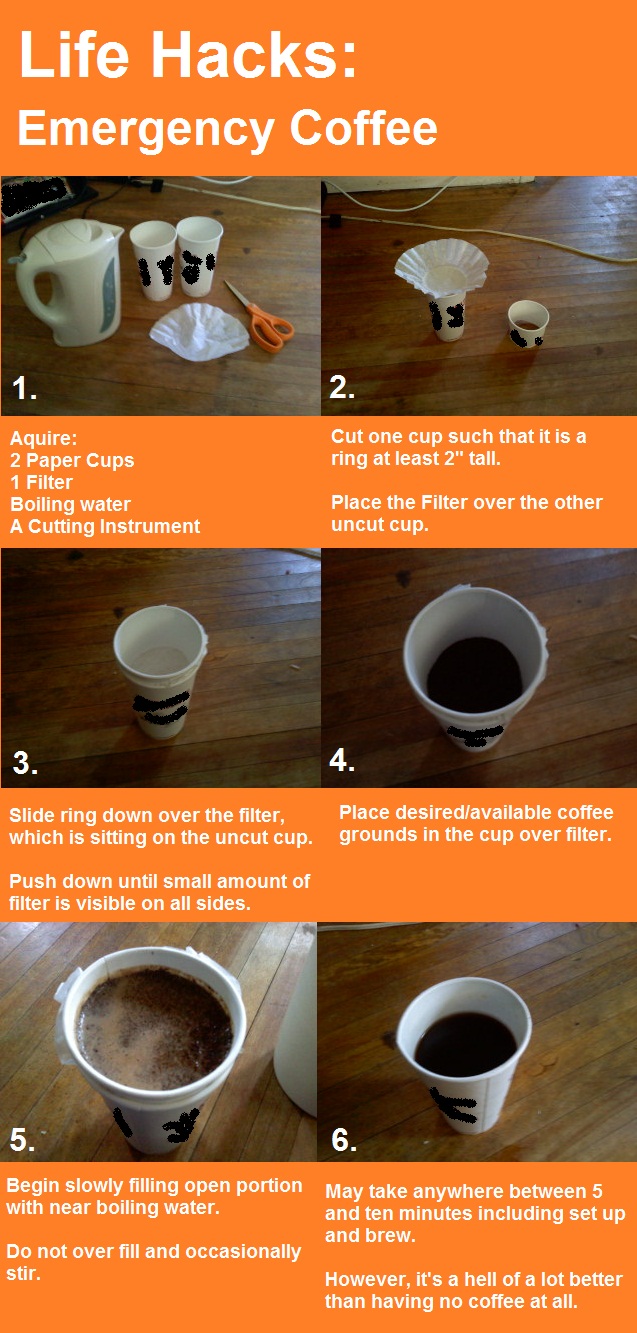 Life Hacks:
Emergency Coffee
1.
2.
Aquire:
2 Paper Cups
1 Filter
Boiling water
A Cutting Instrument
Cut one cup such that it is a
ring at least 2" tall.
Place the Filter over the other
uncut cup.
3.
4.
Slide ring down over the filter,
which is sitting on the uncut cup.
Push down until small amount of
filter is visible on all sides.
Place desired/available coffee
grounds in the cup over filter.
5.
6.
Begin slowly filling open portion
with near boiling water.
Do not over fill and occasionally
stir.
May take anywhere between 5
and ten minutes including set up
and brew.
However, it's a hell of a lot better
than having no coffee at all.